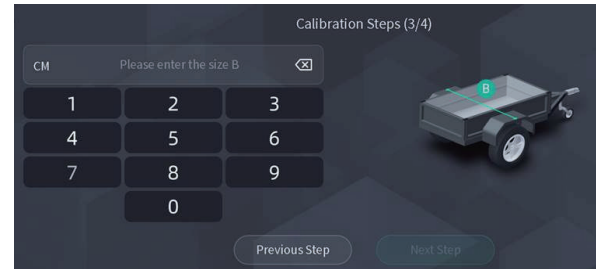 Calibration Steps (3/4)
CM Please enter the size B
B
1 2 3
4 5 6
7 8 9
0
Previous Step Next Step